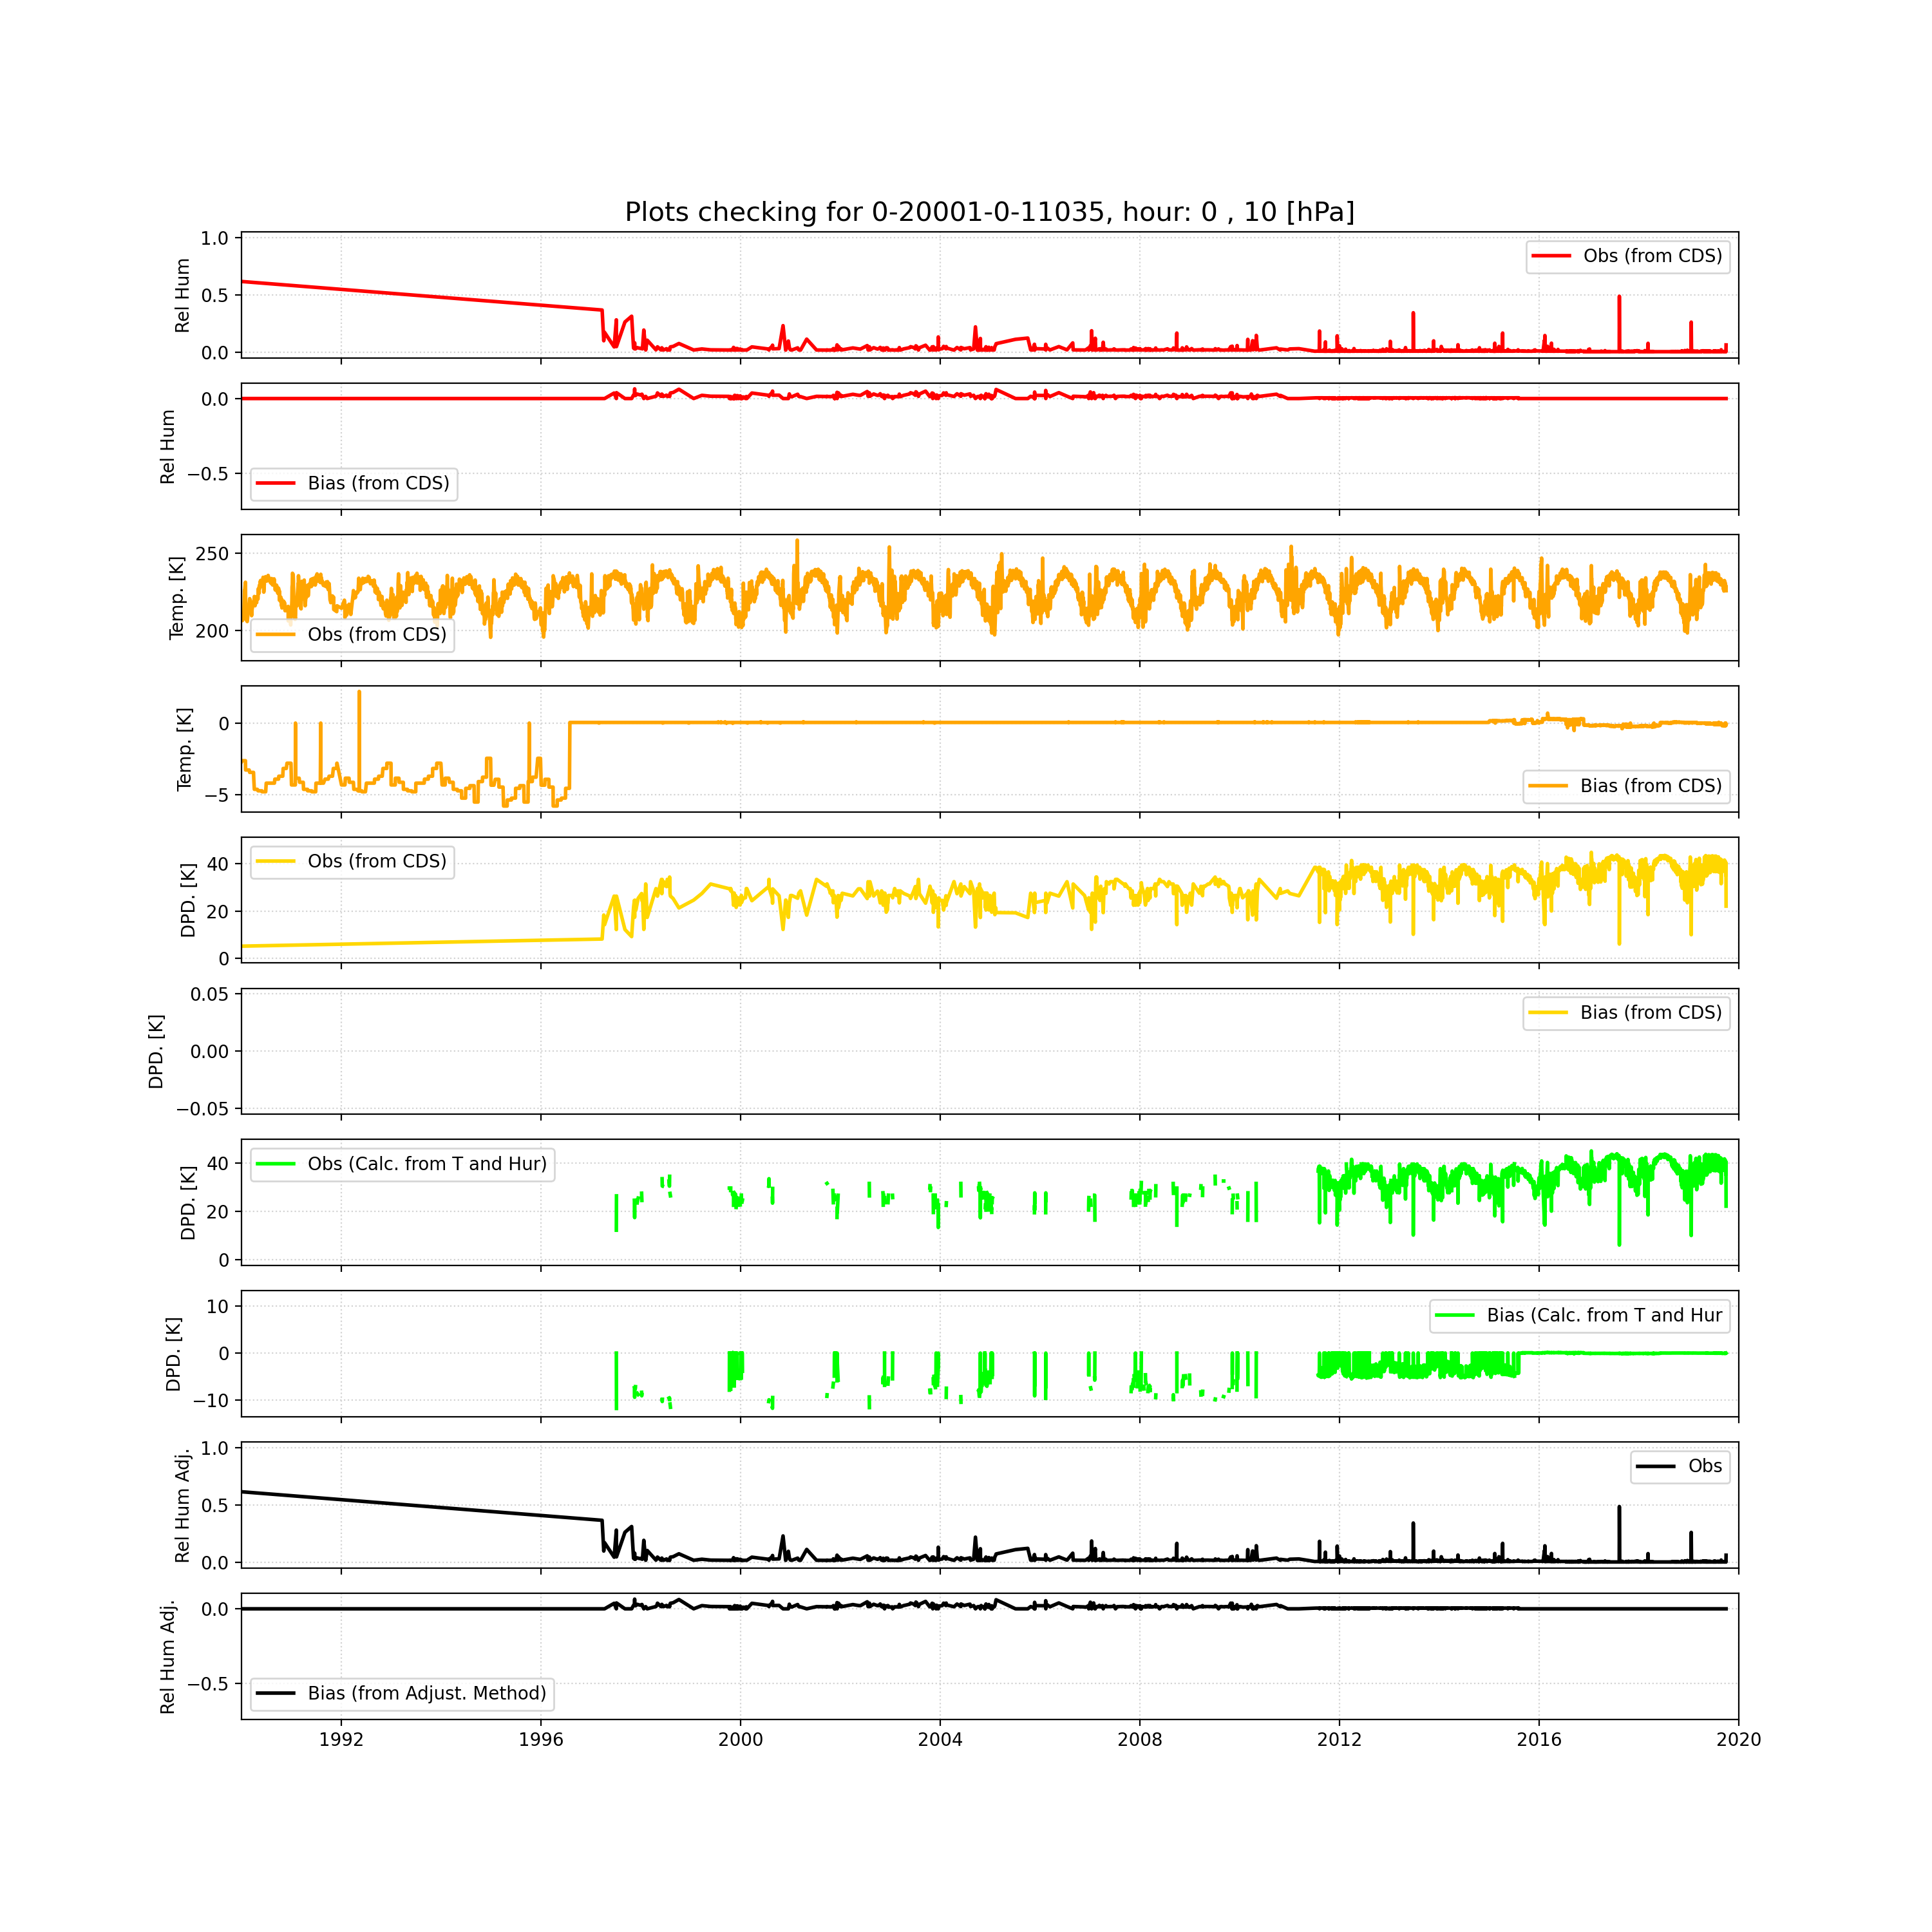 Plots checking for 0-20001-0-11035, hour: 0 , 10 [hPa]
Rel Hum
1.0
0.5
0.0
Obs (from CDS)
Rel Hum
0.0
−0.5
Bias (from CDS)
Temp. [K]
250
200
Obs (from CDS)
Temp. [K]
0
−5
Bias (from CDS)
DPD. [K]
40
20
0
Obs (from CDS)
DPD. [K]
0.05
0.00
−0.05
Bias (from CDS)
DPD. [K]
40
20
0
Obs (Calc. from T and Hur)
DPD. [K]
10
0
−10
Bias (Calc. from T and Hur
Rel Hum Adj.
1.0
0.5
0.0
Obs
Rel Hum Adj.
0.0
−0.5
Bias (from Adjust. Method)
1992 1996 2000 2004 2008 2012 2016 2020